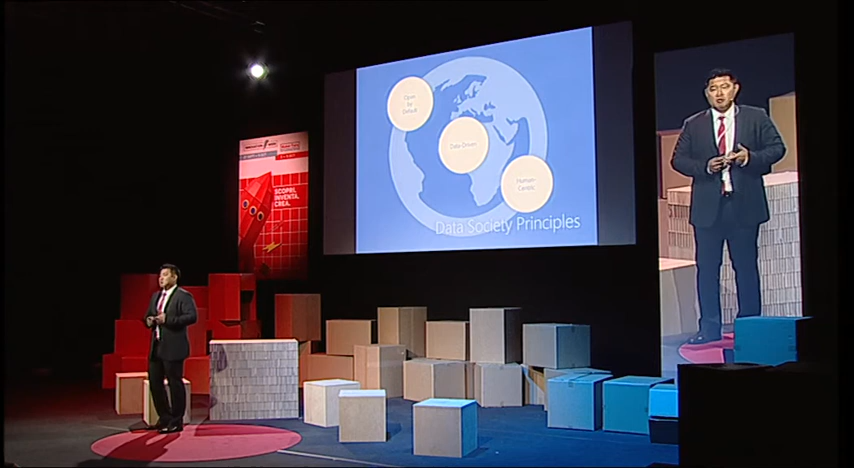 Open
by
Default
Data-Driven
Human-
Centric
Data Society Principles
SCOPRI.
INVENTA.
CREA.